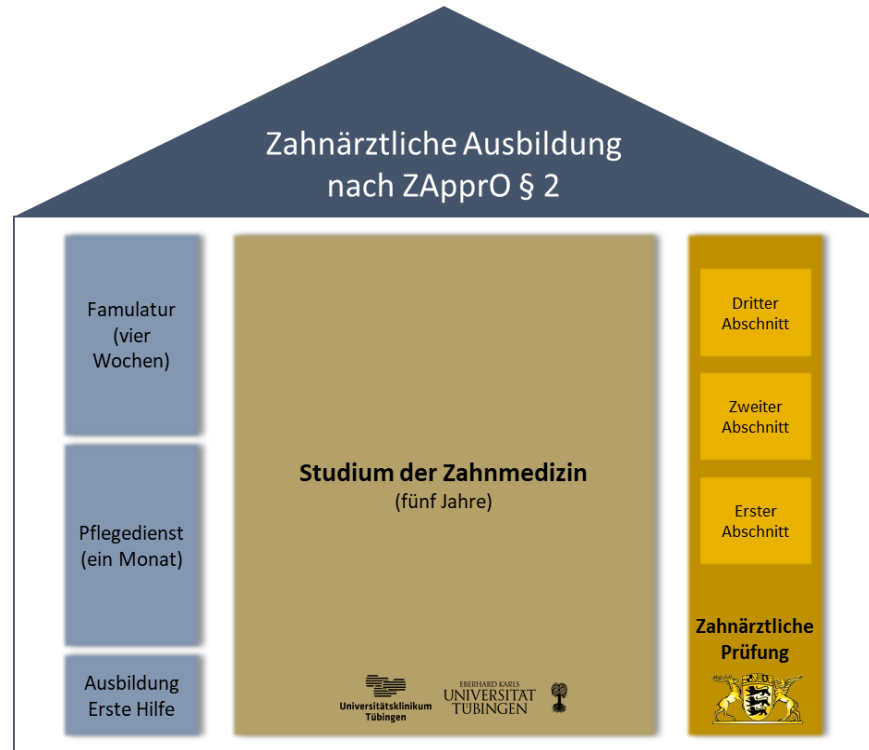 Zahnärztliche Ausbildung
nach ZApprO § 2
Famulatur
(vier
Wochen)
Pflegedienst
(ein Monat)
Ausbildung
Erste Hilfe
Studium der Zahnmedizin
(fünf Jahre)
Universitätsklinikum
Tübingen
EBERHARD KARLS
UNIVERSITÄT
TÜBINGEN
Dritter
Abschnitt
Zweiter
Abschnitt
Erster
Abschnitt
Zahnärztliche
Prüfung